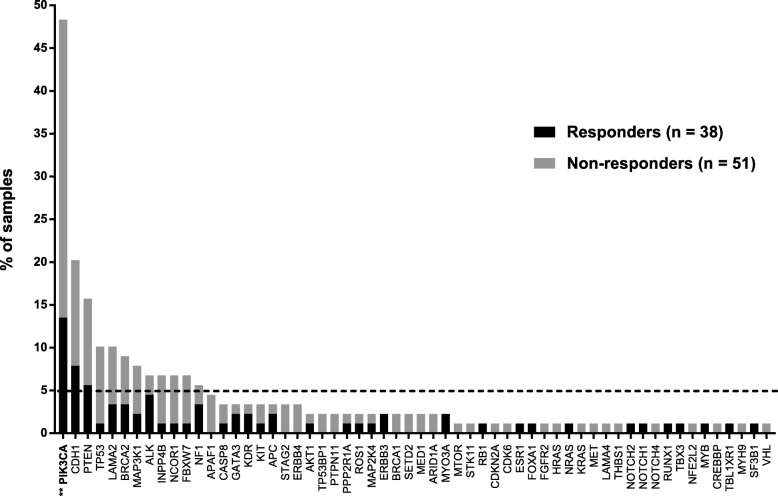 50
45
40
35
30
25
20
15
10
5
0
% of samples
Responders (n = 38)
Non-responders (n = 51)
** PIK3CA
CDH1
PTEN
TP53
LAMA2
BRCA2
MAP3K1
ALK
INPP4B
NCOR1
FBXW7
NF1
APAF1
CASP8
GATA3
KDR
KIT
APC
STAG2
ERBB4
AKT1
TP53BP1
PTPN11
PPP2R1A
ROS1
MAP2K4
ERBB3
BRCA1
SETD2
MED1
ARID1A
MYO3A
MTOR
STK11
RB1
CDKN2A
CDK6
ESR1
FOXA1
FGFR2
HRAS
NRAS
KRAS
MET
LAMA4
THBS1
NOTCH2
NOTCH1
NOTCH4
RUNX1
TBX3
NFE2L2
MYB
CREBBP
TBL1XR1
MYH9
SF3B1
VHL